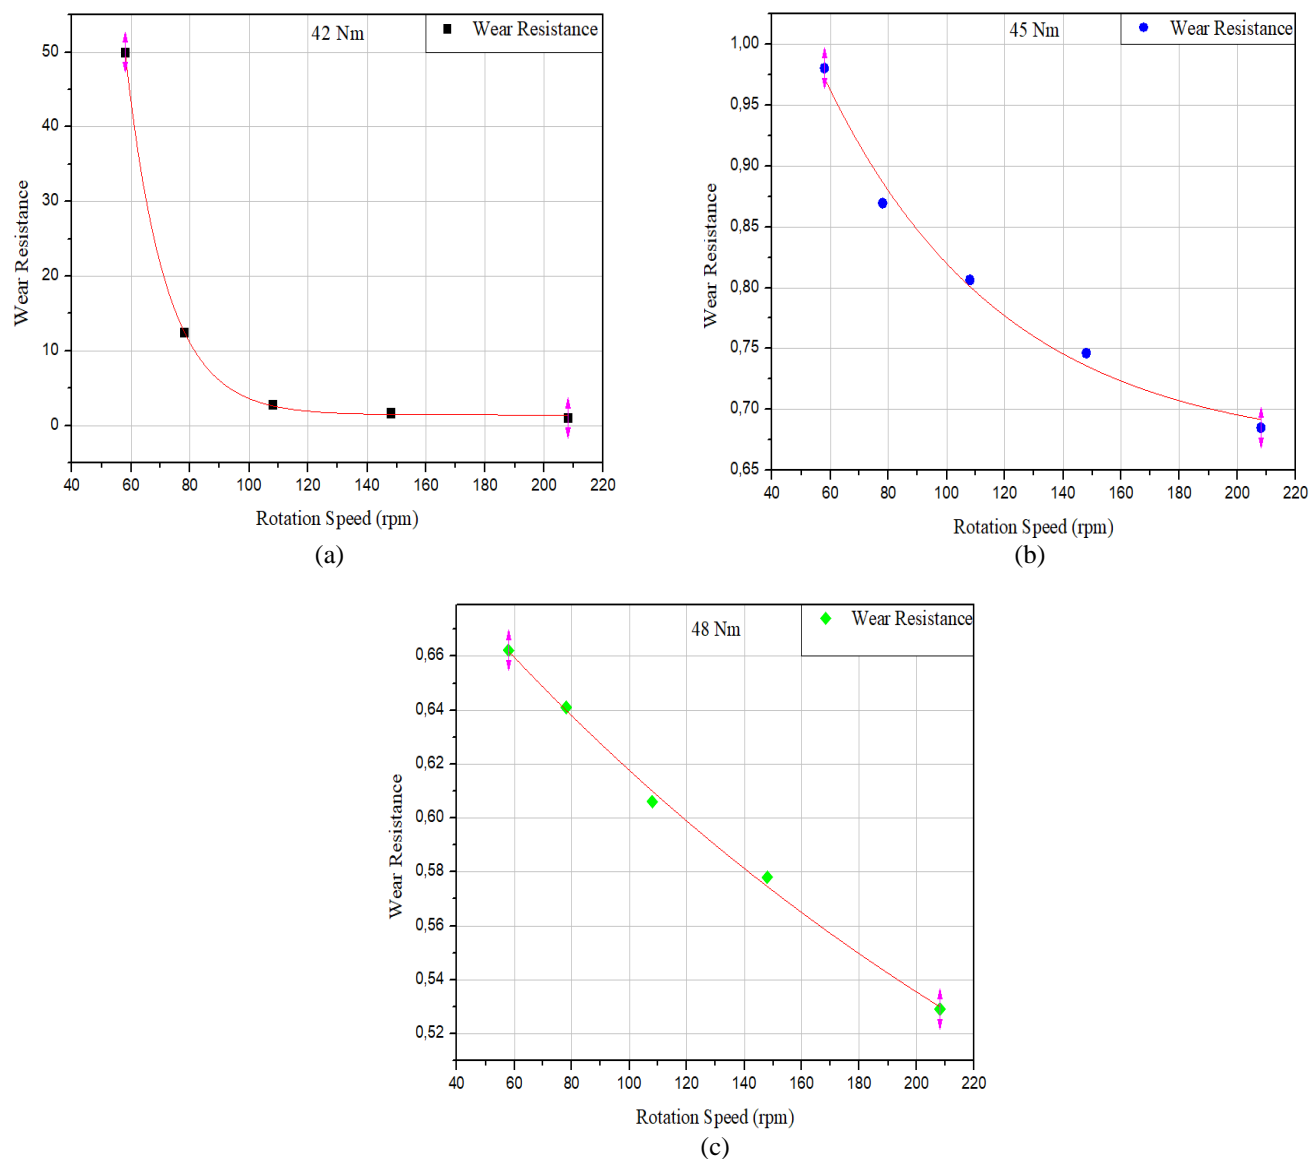 42 Nm
Wear Resistance
50
40
30
20
10
0
Wear Resistance
40 60 80 100 120 140 160 180 200 220
Rotation Speed (rpm)
(a)
45 Nm
Wear Resistance
1,00
0,95
0,90
0,85
0,80
0,75
0,70
0,65
Wear Resistance
40 60 80 100 120 140 160 180 200 220
Rotation Speed (rpm)
(b)
48 Nm
Wear Resistance
0,66
0,64
0,62
0,60
0,58
0,56
0,54
0,52
Wear Resistance
40 60 80 100 120 140 160 180 200 220
Rotation Speed (rpm)
(c)